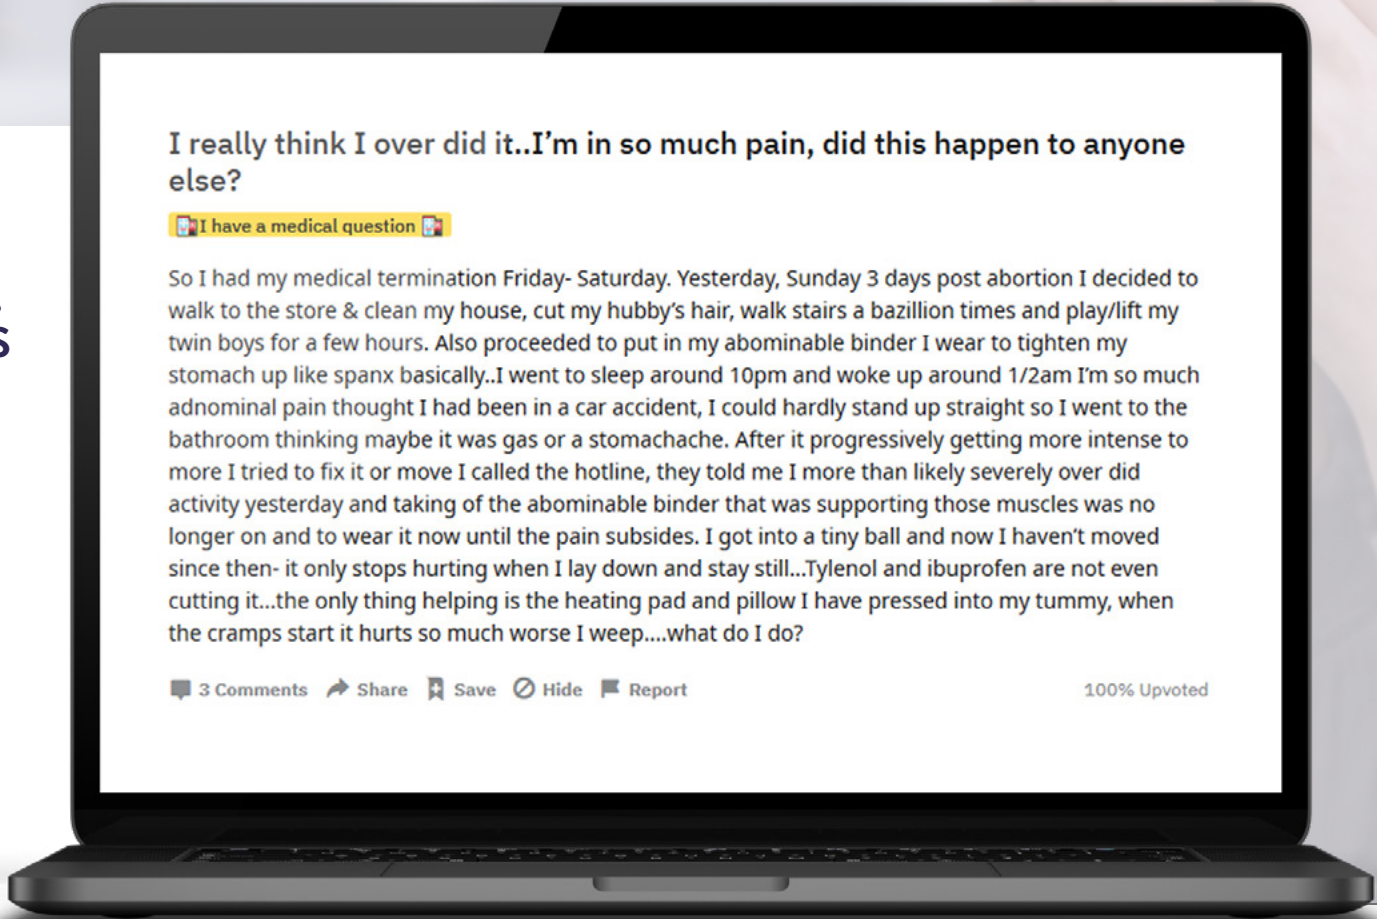 I really think I over did it..I’m in so much pain, did this happen to anyone
else?
I have a medical question
So I had my medical termination Friday- Saturday. Yesterday, Sunday 3 days post abortion I decided to
walk to the store & clean my house, cut my hubby’s hair, walk stairs a bazillion times and play/lift my
twin boys for a few hours. Also proceeded to put in my abominable binder I wear to tighten my
stomach up like spanx basically..I went to sleep around 10pm and woke up around 1/2am I’m so much
adnominal pain thought I had been in a car accident, I could hardly stand up straight so I went to the
bathroom thinking maybe it was gas or a stomachache. After it progressively getting more intense to
more I tried to fix it or move I called the hotline, they told me I more than likely severely over did
activity yesterday and taking of the abominable binder that was supporting those muscles was no
longer on and to wear it now until the pain subsides. I got into a tiny ball and now I haven’t moved
since then- it only stops hurting when I lay down and stay still...Tylenol and ibuprofen are not even
cutting it...the only thing helping is the heating pad and pillow I have pressed into my tummy, when
the cramps start it hurts so much worse I weep....what do I do?
3 Comments Share Save Hide Report 100% Upvoted